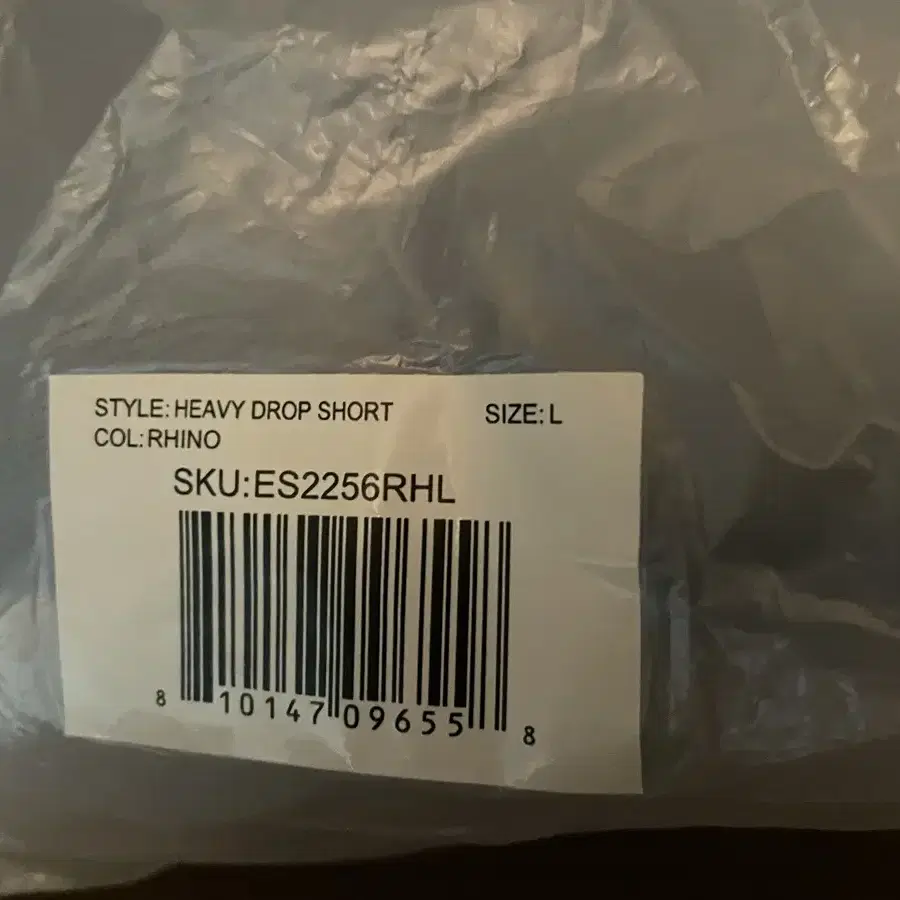 STYLE: HEAVY DROP SHORT SIZE: L
COL: RHINO
SKU:ES2256RHL
8 10147 09655 8